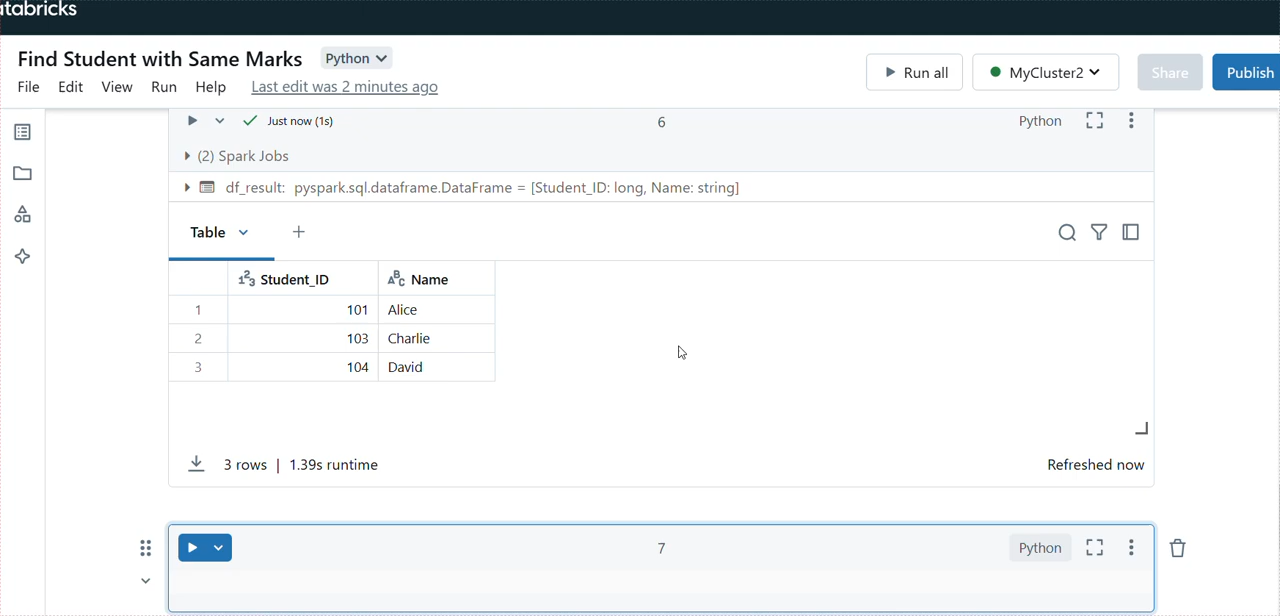 atabricks
Find Student with Same Marks Python
File Edit View Run Help Last edit was 2 minutes ago
Run all MyCluster2 Share Publish
Just now (1s) 6 Python
(2) Spark Jobs
df_result: pyspark.sql.dataframe.DataFrame = [Student_ID: long, Name: string]
Table +
1 2 3 Student_ID A B C Name
1 101 Alice
2 103 Charlie
3 104 David
3 rows | 1.39s runtime Refreshed now
7 Python